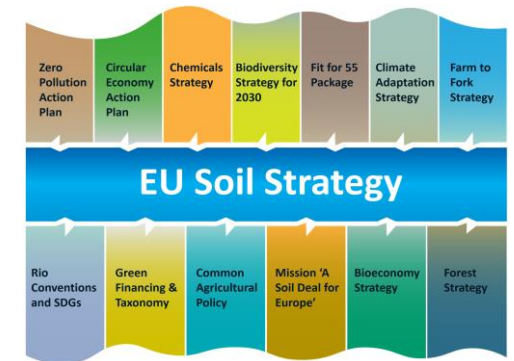 Zero
Pollution
Action
Plan
Circular
Economy
Action
Plan
Chemicals
Strategy
Biodiversity
Strategy for
2030
Fit for 55
Package
Climate
Adaptation
Strategy
Farm to
Fork
Strategy
EU Soil Strategy
Rio
Conventions
and SDGs
Green
Financing &
Taxonomy
Common
Agricultural
Policy
Mission ‘A
Soil Deal for
Europe’
Bioeconomy
Strategy
Forest
Strategy